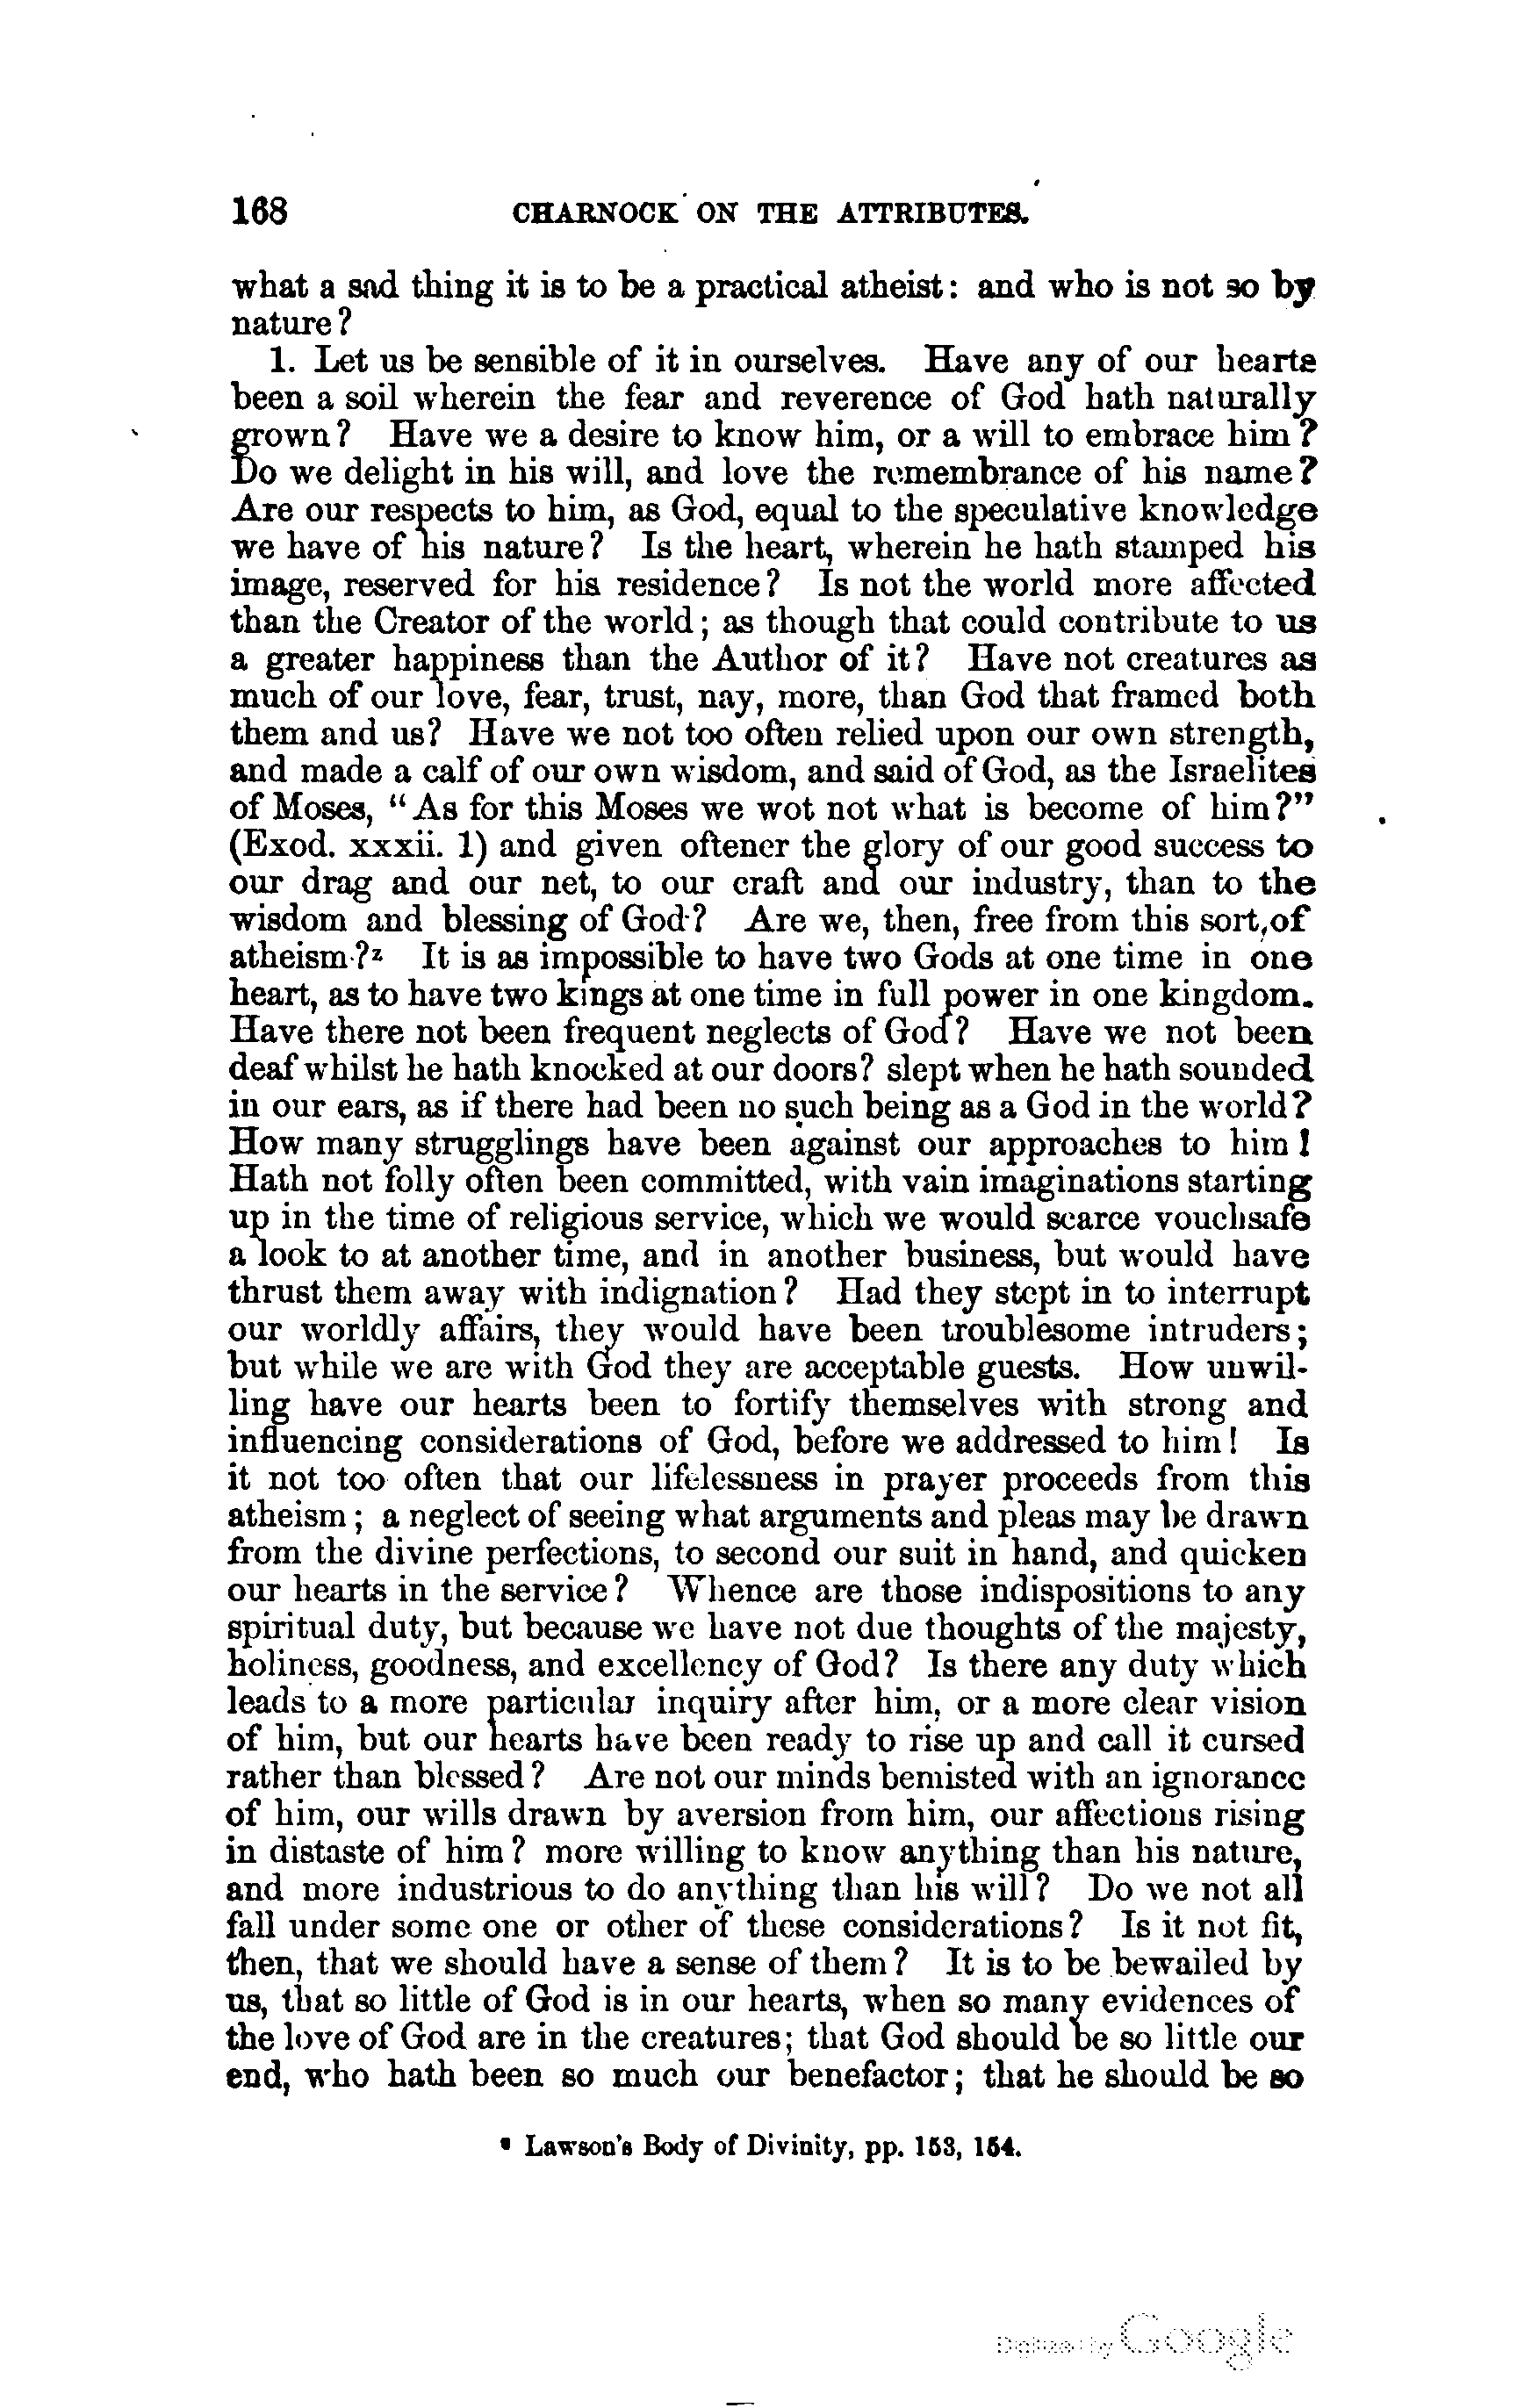 168 CHARNOCK ON THE ATTRIBUTES.
what a sad thing it is to be a practical atheist: and who is not so by
nature?
1. Let us be sensible of it in ourselves. Have any of our hearts
been a soil wherein the fear and reverence of God hath naturally
grown? Have we a desire to know him, or a will to embrace him?
Do we delight in his will, and love the remembrance of his name?
Are our respects to him, as God, equal to the speculative knowledge
we have of his nature? Is the heart, wherein he hath stamped his
image, reserved for his residence? Is not the world more affected
than the Creator of the world; as though that could contribute to us
a greater happiness than the Author of it? Have not creatures as
much of our love, fear, trust, nay, more, than God that framed both
them and us? Have we not too often relied upon our own strength,
and made a calf of our own wisdom, and said of God, as the Israelites
of Moses, "As for this Moses we wot not what is become of him?"
(Exod. xxxii. 1) and given oftener the glory of our good success to
our drag and our net, to our craft and our industry, than to the
wisdom and blessing of God? Are we, then, free from this sort of
atheism?ᶻ It is as impossible to have two Gods at one time in one
heart, as to have two kings at one time in full power in one kingdom.
Have there not been frequent neglects of God? Have we not been
deaf whilst he hath knocked at our doors? slept when he hath sounded
in our ears, as if there had been no such being as a God in the world?
How many strugglings have been against our approaches to him!
Hath not folly often been committed, with vain imaginations starting
up in the time of religious service, which we would scarce vouchsafe
a look to at another time, and in another business, but would have
thrust them away with indignation? Had they stept in to interrupt
our worldly affairs, they would have been troublesome intruders;
but while we are with God they are acceptable guests. How unwil-
ling have our hearts been to fortify themselves with strong and
influencing considerations of God, before we addressed to him! Is
it not too often that our lifelessness in prayer proceeds from this
atheism; a neglect of seeing what arguments and pleas may be drawn
from the divine perfections, to second our suit in hand, and quicken
our hearts in the service? Whence are those indispositions to any
spiritual duty, but because we have not due thoughts of the majesty,
holiness, goodness, and excellency of God? Is there any duty which
leads to a more particular inquiry after him, or a more clear vision
of him, but our hearts have been ready to rise up and call it cursed
rather than blessed? Are not our minds bemisted with an ignorance
of him, our wills drawn by aversion from him, our affections rising
in distaste of him? more willing to know anything than his nature,
and more industrious to do anything than his will? Do we not all
fall under some one or other of these considerations? Is it not fit,
then, that we should have a sense of them? It is to be bewailed by
us, that so little of God is in our hearts, when so many evidences of
the love of God are in the creatures; that God should be so little our
end, who hath been so much our benefactor; that he should be so
ᶻ Lawson's Body of Divinity, pp. 153, 154.
Digitized by Google